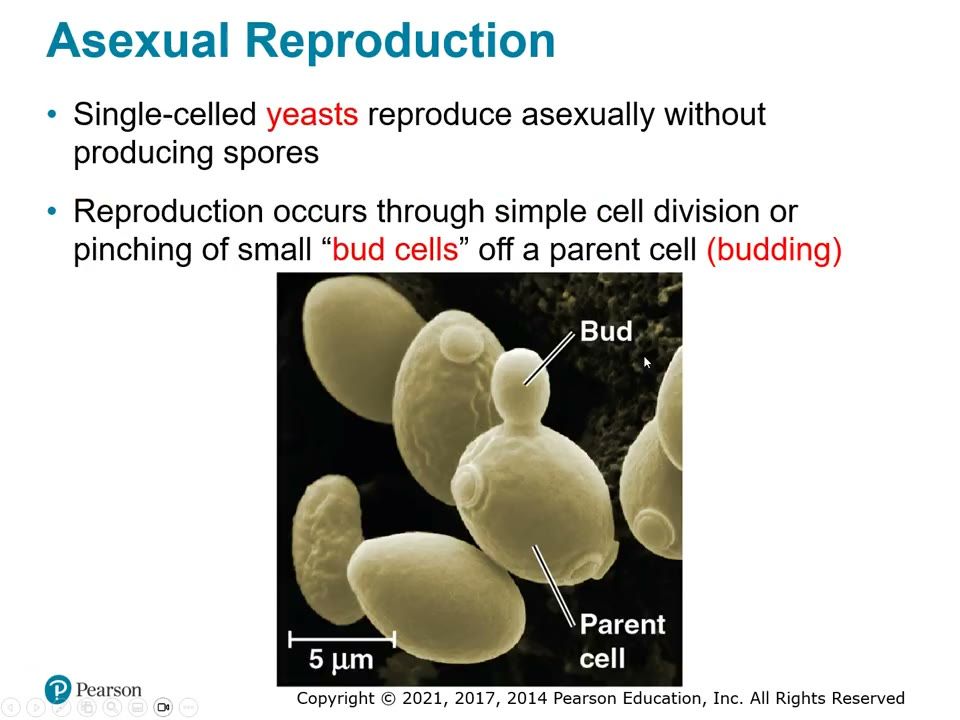 Asexual Reproduction
• Single-celled yeasts reproduce asexually without
producing spores
• Reproduction occurs through simple cell division or
pinching of small “bud cells” off a parent cell (budding)
Bud
Parent
cell
5 μm
Pearson
Copyright © 2021, 2017, 2014 Pearson Education, Inc. All Rights Reserved